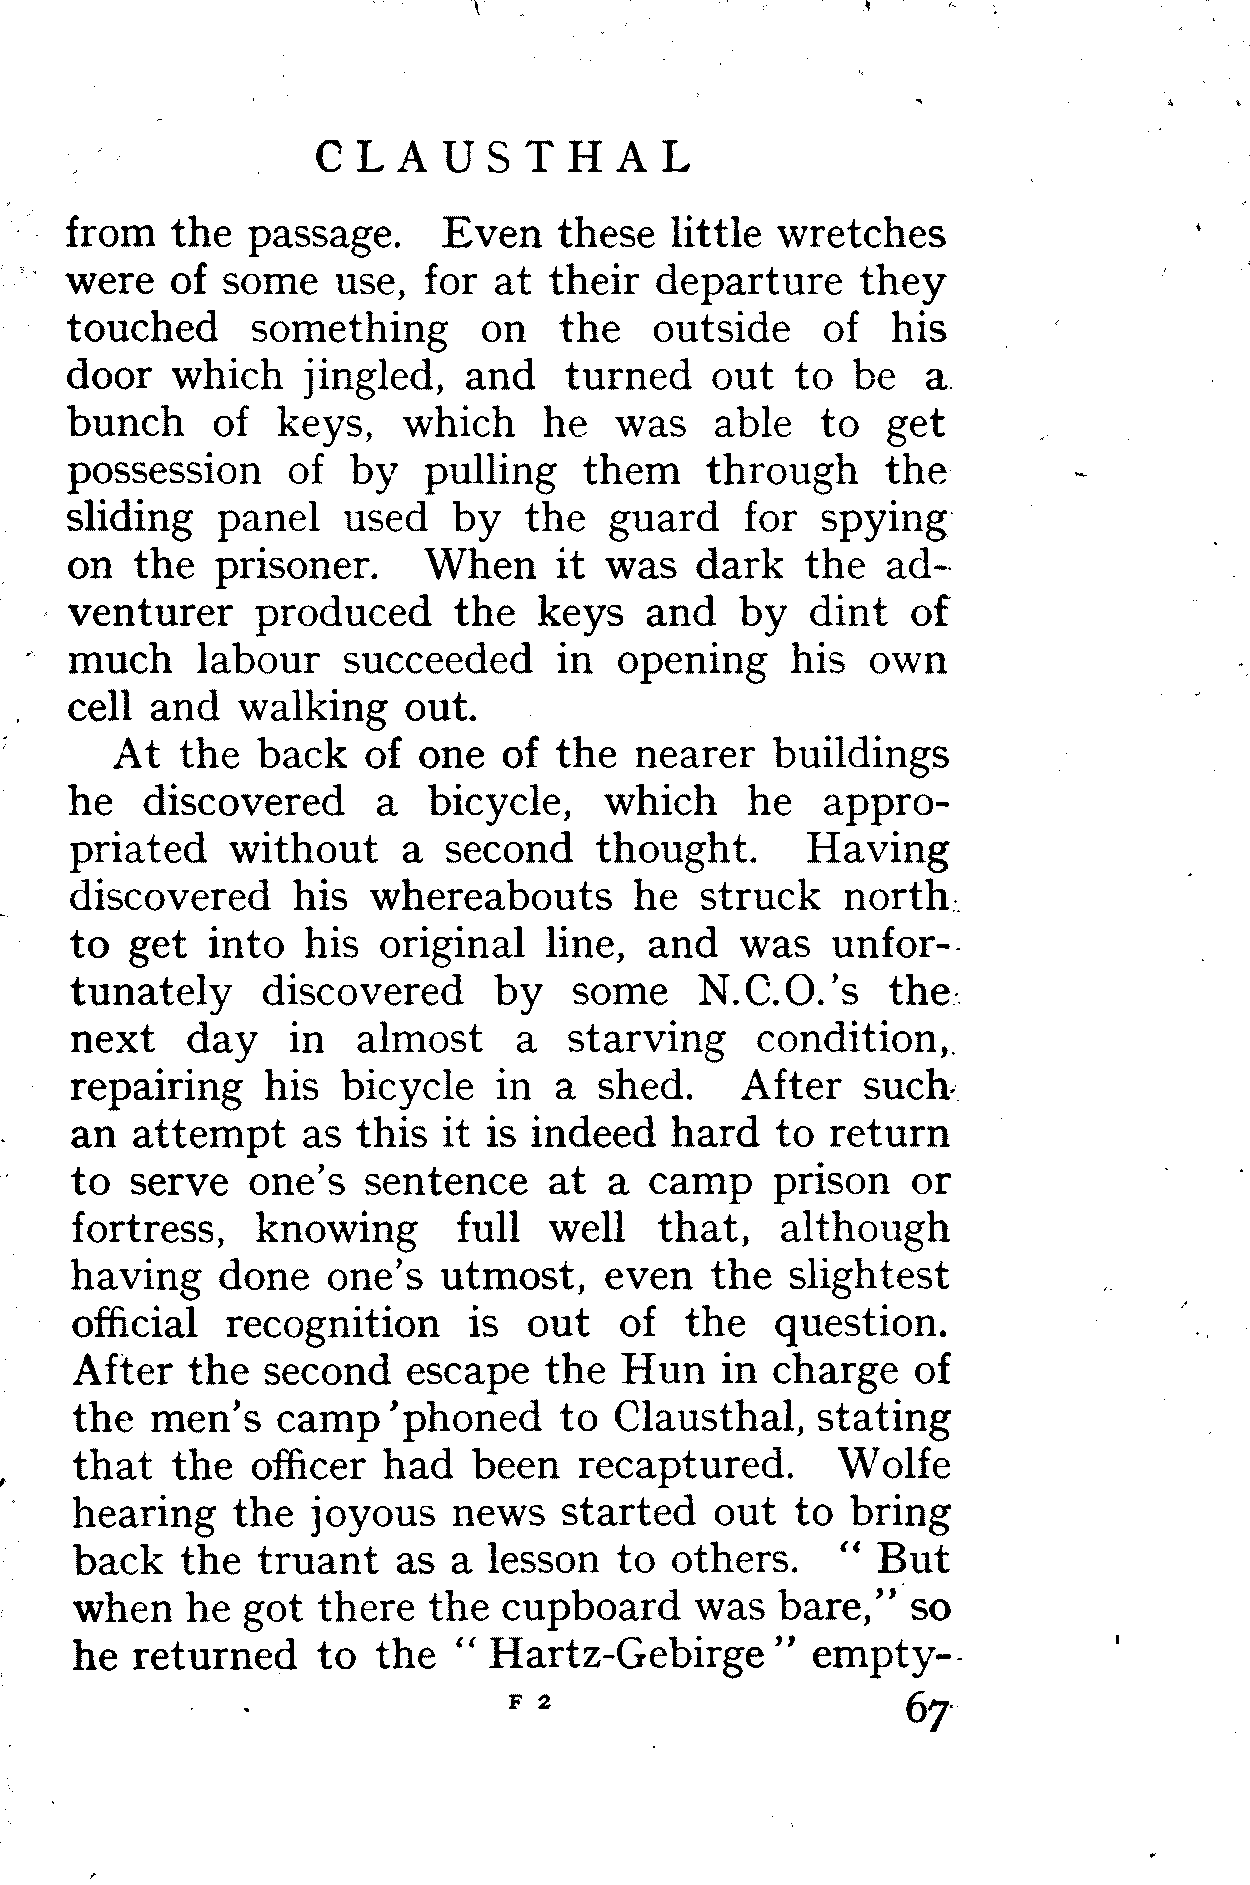 CLAUSTHAL
from the passage. Even these little wretches
were of some use, for at their departure they
touched something on the outside of his
door which jingled, and turned out to be a
bunch of keys, which he was able to get
possession of by pulling them through the
sliding panel used by the guard for spying
on the prisoner. When it was dark the ad-
venturer produced the keys and by dint of
much labour succeeded in opening his own
cell and walking out.
At the back of one of the nearer buildings
he discovered a bicycle, which he appro-
priated without a second thought. Having
discovered his whereabouts he struck north
to get into his original line, and was unfor-
tunately discovered by some N.C.O.'s the
next day in almost a starving condition,
repairing his bicycle in a shed. After such
an attempt as this it is indeed hard to return
to serve one's sentence at a camp prison or
fortress, knowing full well that, although
having done one's utmost, even the slightest
official recognition is out of the question.
After the second escape the Hun in charge of
the men's camp 'phoned to Clausthal, stating
that the officer had been recaptured. Wolfe
hearing the joyous news started out to bring
back the truant as a lesson to others. " But
when he got there the cupboard was bare," so
he returned to the " Hartz-Gebirge " empty-
F 2 67